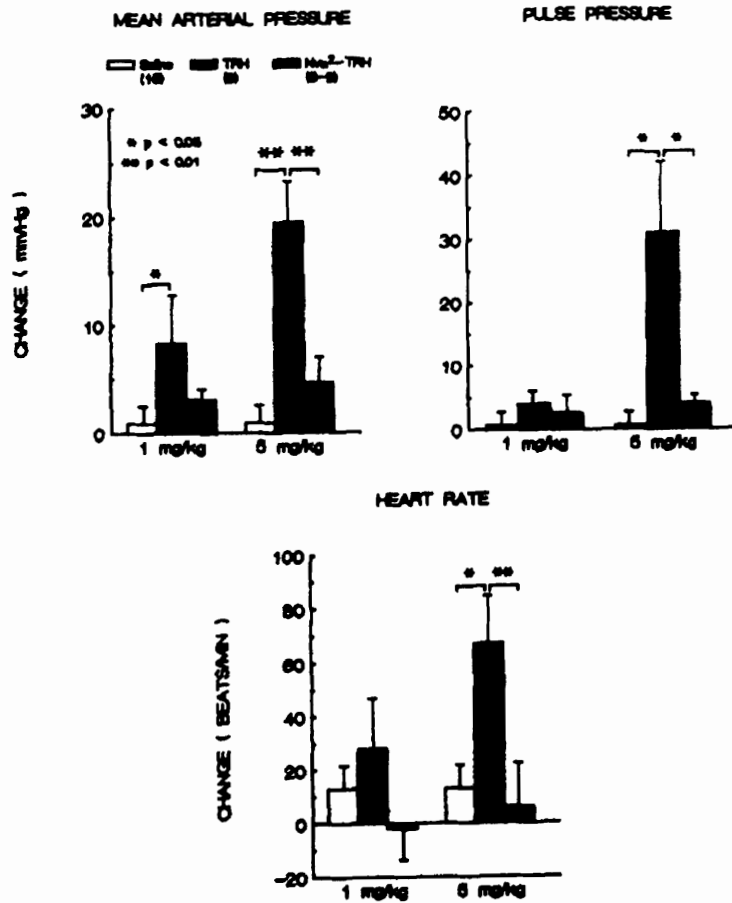 MEAN ARTERIAL PRESSURE
PULSE PRESSURE
Saline TRH Nva²-TRH
(16)
* p < 0.05
** p < 0.01
CHANGE ( mmHg )
30
20
10
0
*
** **
1 mg/kg 5 mg/kg
50
40
30
20
10
0
* *
1 mg/kg 5 mg/kg
HEART RATE
CHANGE ( BEATS/MIN )
100
80
60
40
20
0
-20
* **
1 mg/kg 5 mg/kg